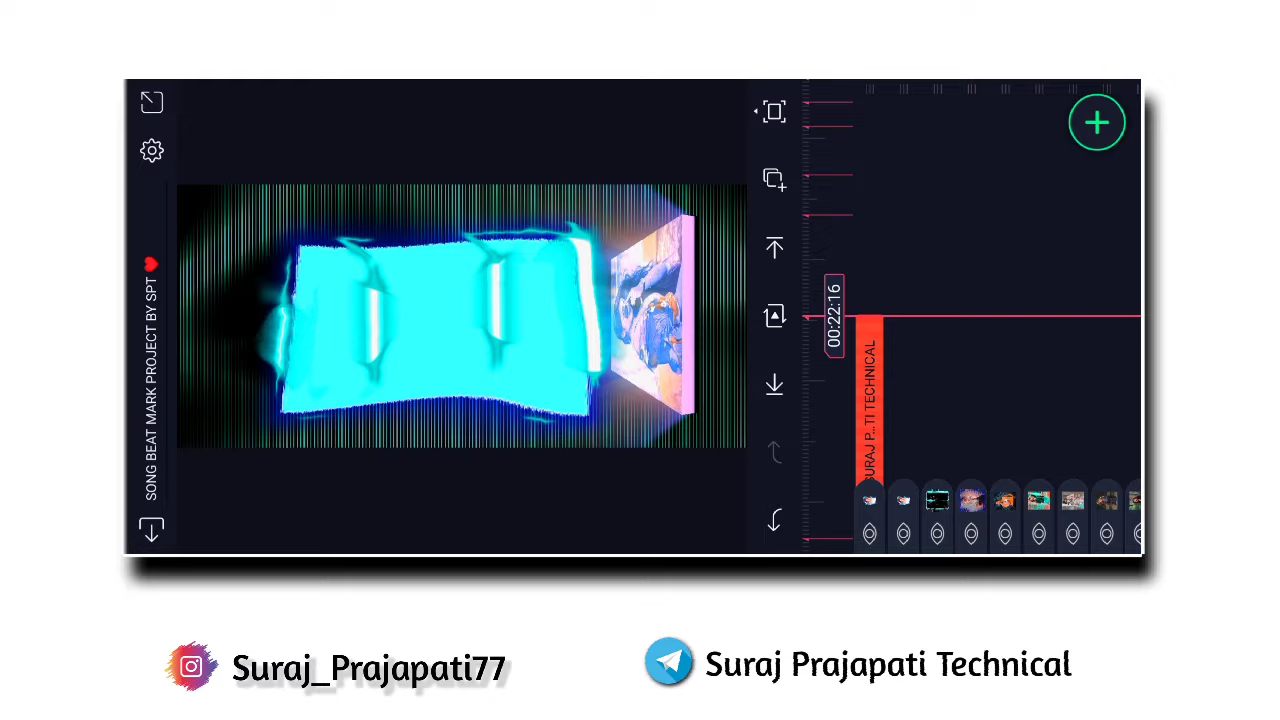 SONG BEAT MARK PROJECT BY SPT ❤
00:22:16
SURAJ P...TI TECHNICAL
Suraj_Prajapati77
Suraj Prajapati Technical